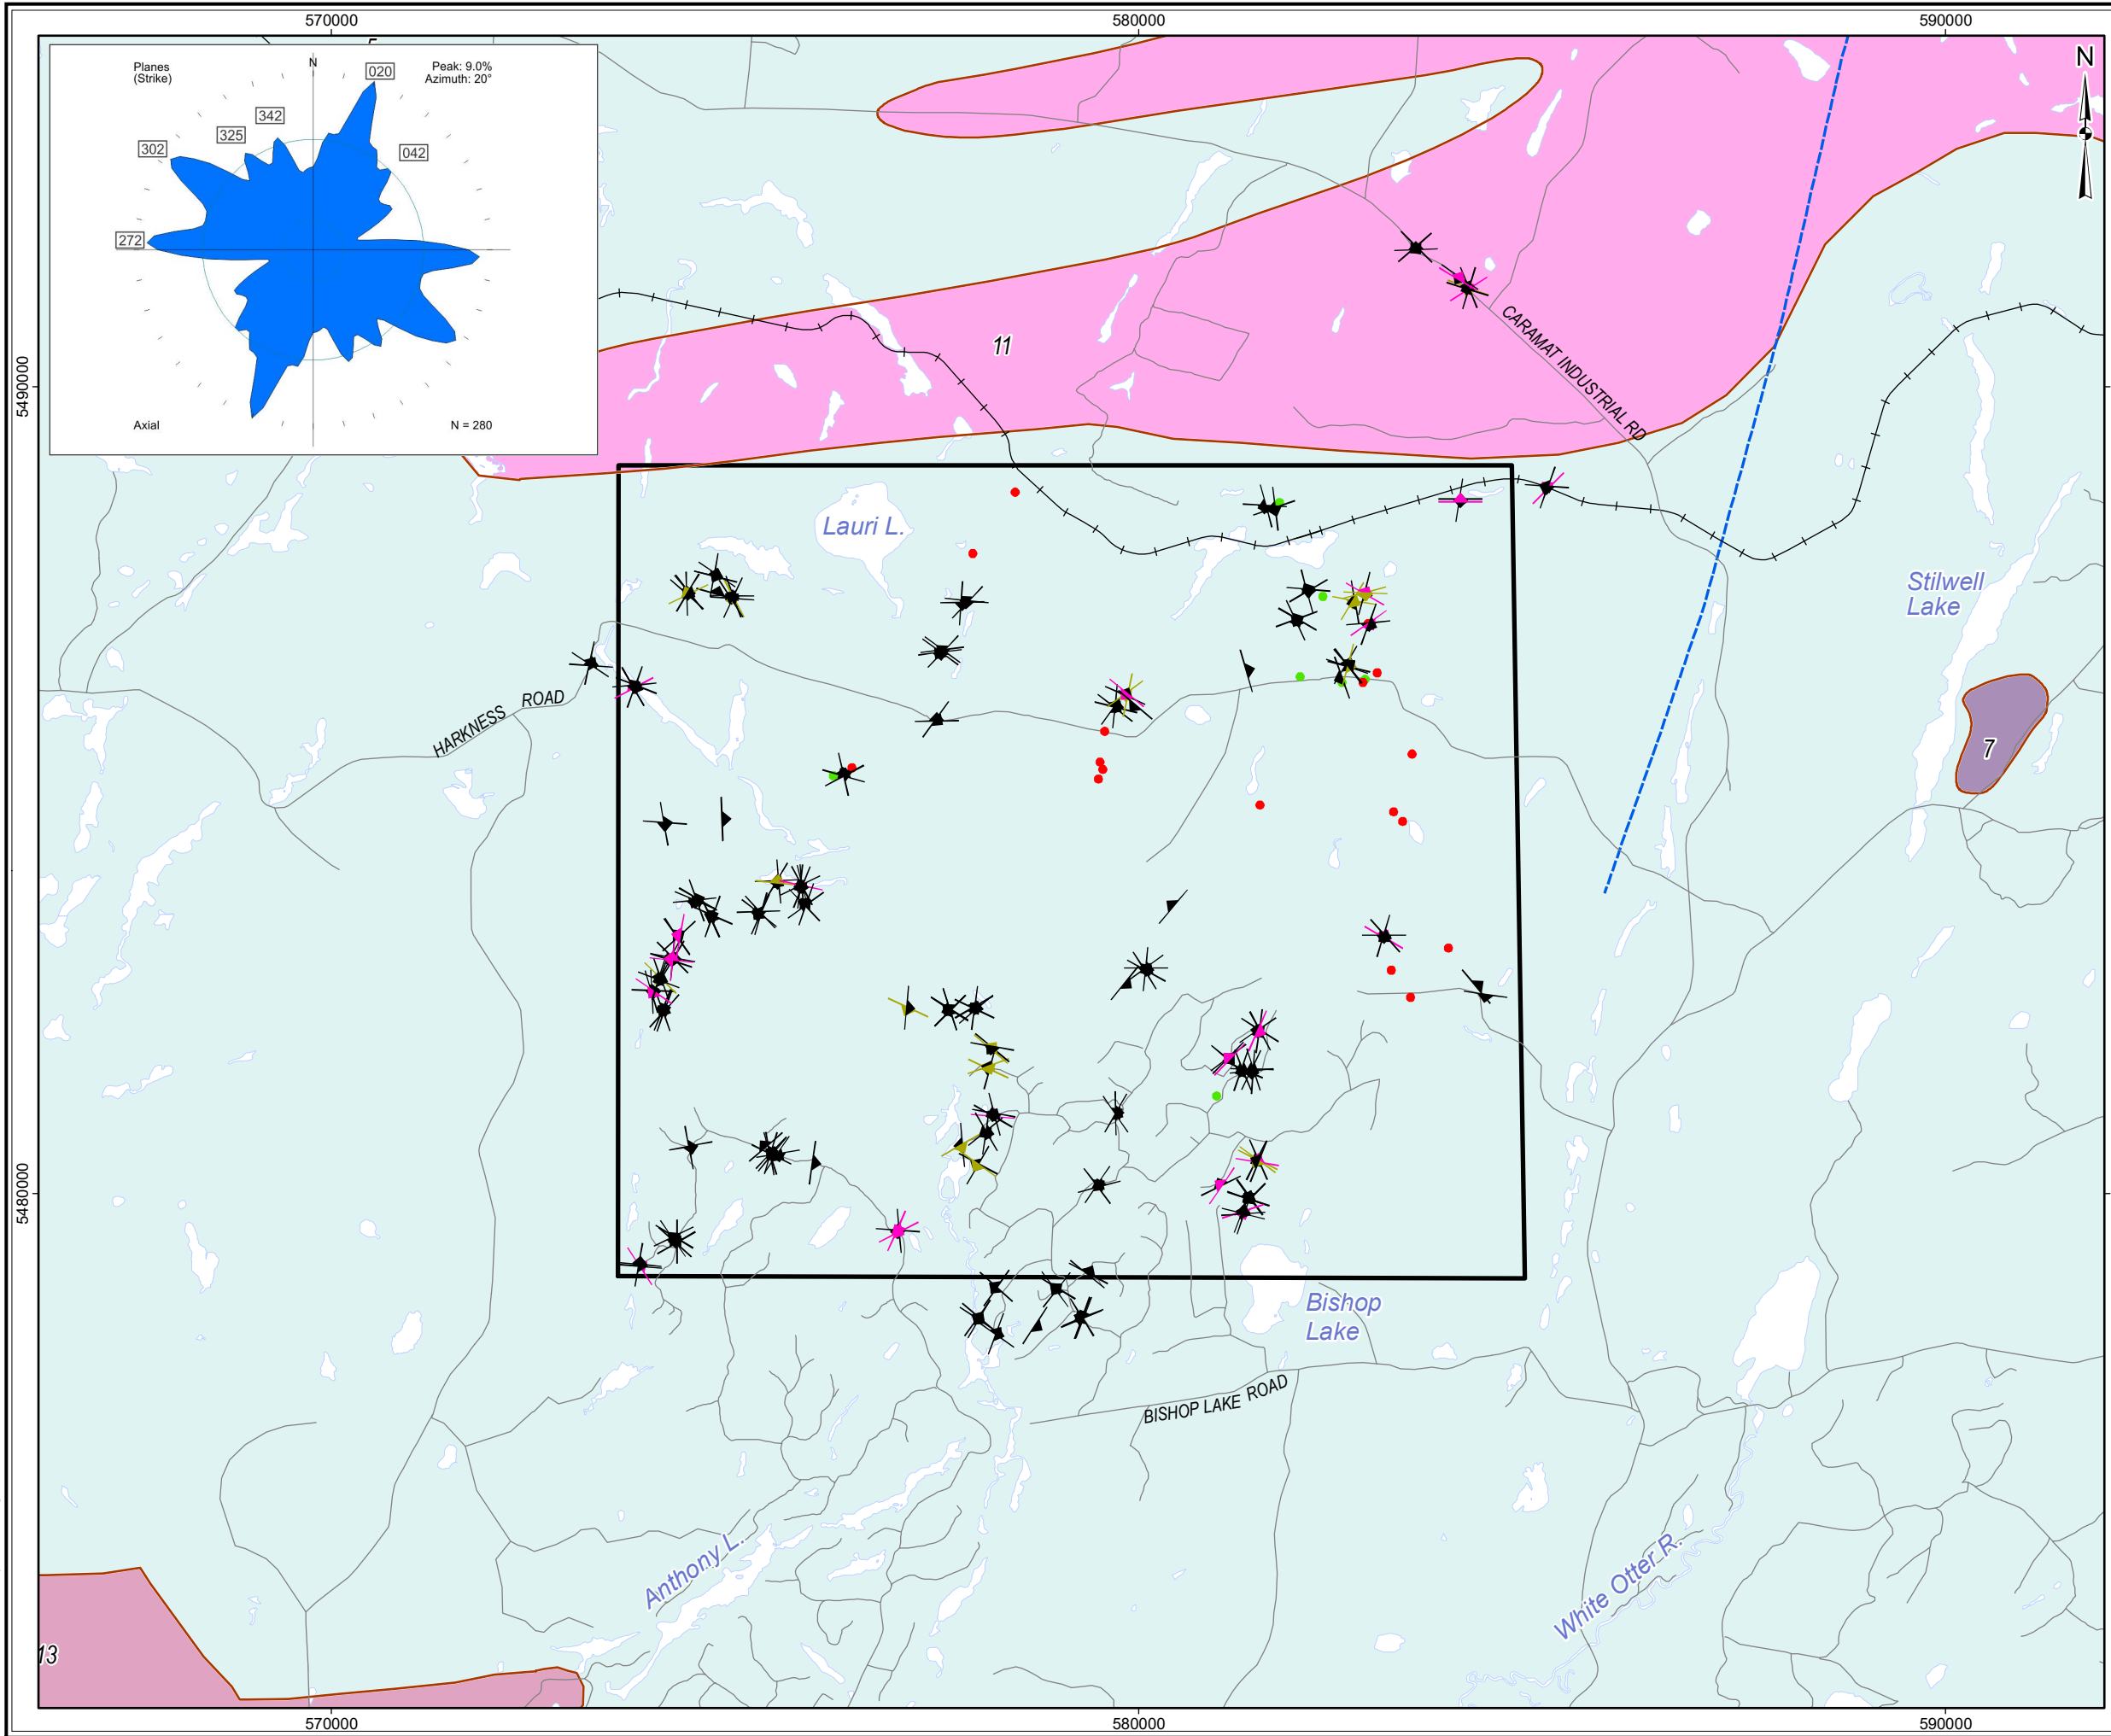 570000
580000
590000
Planes
(Strike)
N
020
Peak: 9.0%
Azimuth: 20°
342
325
302
042
272
Axial
N = 280
N
11
CARAMAT INDUSTRIAL RD
5490000
5490000
Lauri L.
Stilwell
Lake
HARKNESS ROAD
7
5480000
Bishop
Lake
BISHOP LAKE ROAD
Anthony L.
White Otter R.
13
570000
580000
590000